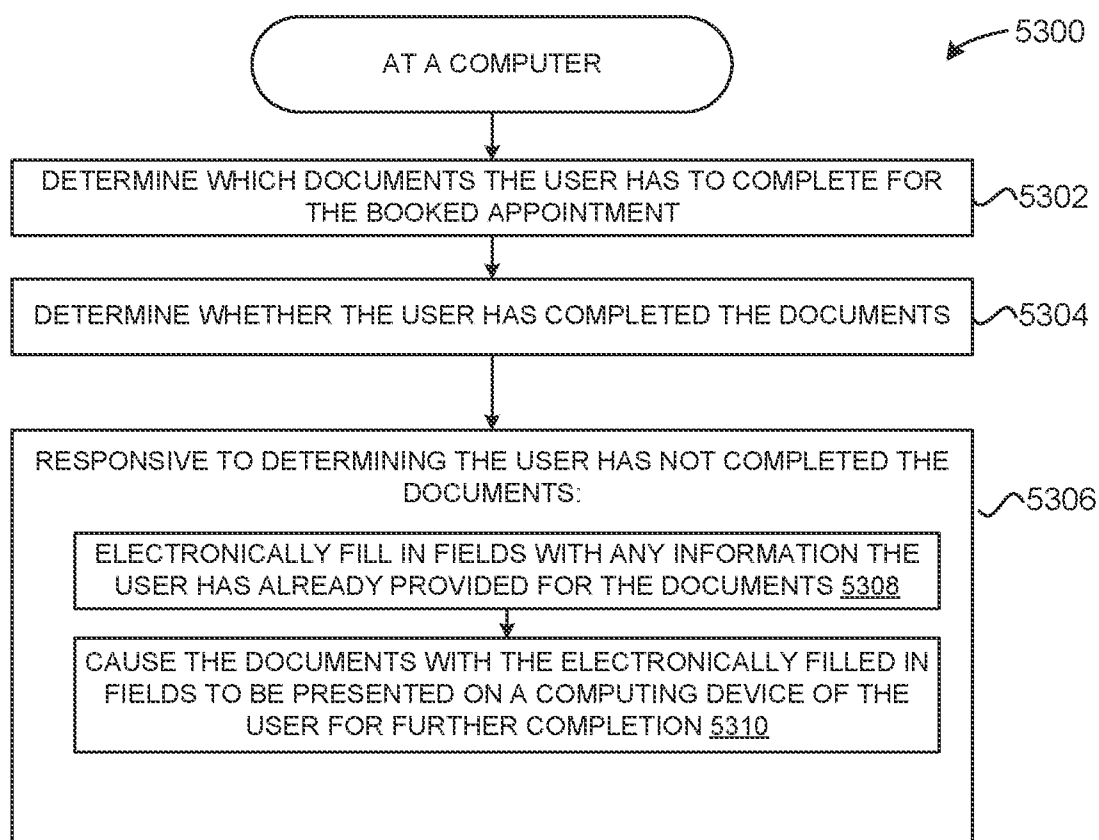 5300
AT A COMPUTER
DETERMINE WHICH DOCUMENTS THE USER HAS TO COMPLETE FOR
THE BOOKED APPOINTMENT
5302
DETERMINE WHETHER THE USER HAS COMPLETED THE DOCUMENTS
5304
RESPONSIVE TO DETERMINING THE USER HAS NOT COMPLETED THE
DOCUMENTS:
5306
ELECTRONICALLY FILL IN FIELDS WITH ANY INFORMATION THE
USER HAS ALREADY PROVIDED FOR THE DOCUMENTS 5308
CAUSE THE DOCUMENTS WITH THE ELECTRONICALLY FILLED IN
FIELDS TO BE PRESENTED ON A COMPUTING DEVICE OF THE
USER FOR FURTHER COMPLETION 5310